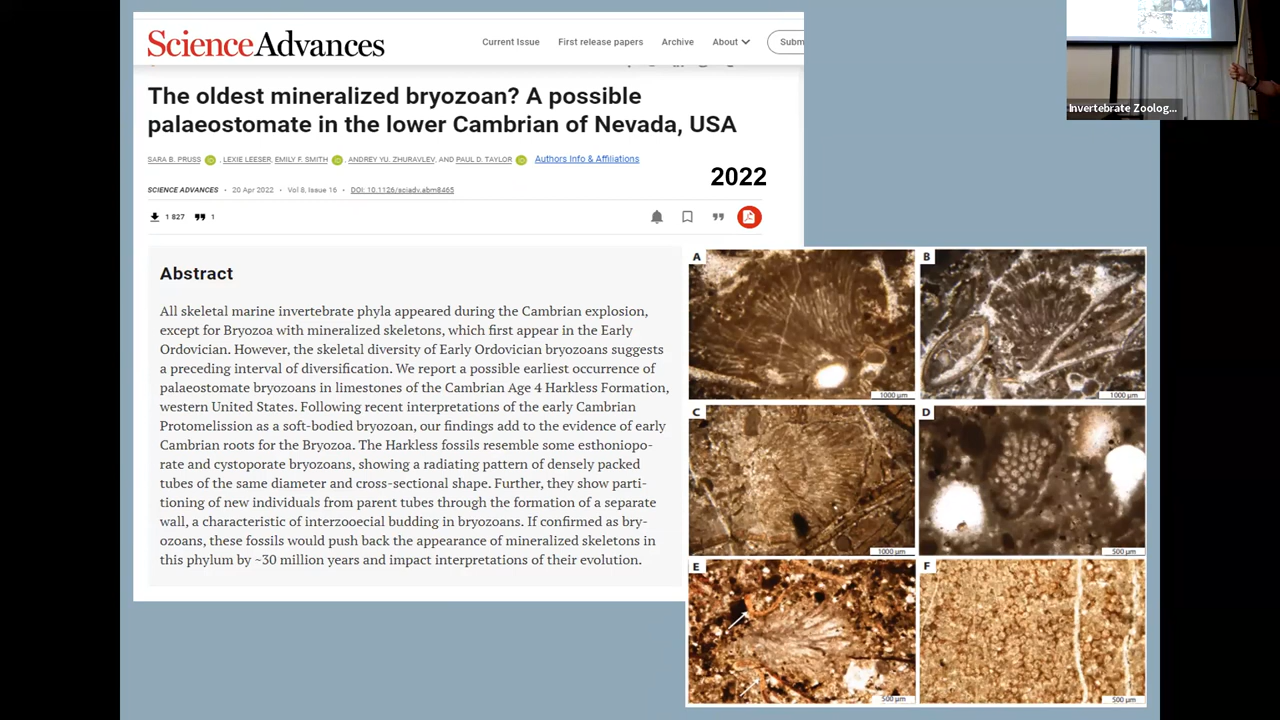 ScienceAdvances
Current Issue First release papers Archive About Subm
Invertebrate Zoolog...
The oldest mineralized bryozoan? A possible
palaeostomate in the lower Cambrian of Nevada, USA
SARA B. PRUSS , LEXIE LEESER, EMILY F. SMITH , ANDREY YU. ZHURAVLEV, AND PAUL D. TAYLOR Authors Info & Affiliations
2022
SCIENCE ADVANCES • 20 Apr 2022 • Vol 8, Issue 16 • DOI: 10.1126/sciadv.abm8465
1 827 1
Abstract
All skeletal marine invertebrate phyla appeared during the Cambrian explosion,
except for Bryozoa with mineralized skeletons, which first appear in the Early
Ordovician. However, the skeletal diversity of Early Ordovician bryozoans suggests
a preceding interval of diversification. We report a possible earliest occurrence of
palaeostomate bryozoans in limestones of the Cambrian Age 4 Harkless Formation,
western United States. Following recent interpretations of the early Cambrian
Protomelission as a soft-bodied bryozoan, our findings add to the evidence of early
Cambrian roots for the Bryozoa. The Harkless fossils resemble some esthoniopo-
rate and cystoporate bryozoans, showing a radiating pattern of densely packed
tubes of the same diameter and cross-sectional shape. Further, they show parti-
tioning of new individuals from parent tubes through the formation of a separate
wall, a characteristic of interzooecial budding in bryozoans. If confirmed as bry-
ozoans, these fossils would push back the appearance of mineralized skeletons in
this phylum by ~30 million years and impact interpretations of their evolution.
A B
1000 µm 1000 µm
C D
1000 µm 500 µm
E F
500 µm 500 µm